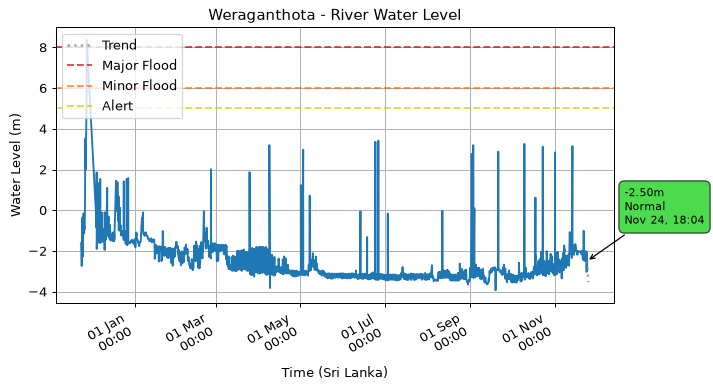 Weraganthota - River Water Level
Water Level (m)
8
6
4
2
0
−2
−4
Trend
Major Flood
Minor Flood
Alert
-2.50m
Normal
Nov 24, 18:04
01 Jan
00:00
01 Mar
00:00
01 May
00:00
01 Jul
00:00
01 Sep
00:00
01 Nov
00:00
Time (Sri Lanka)